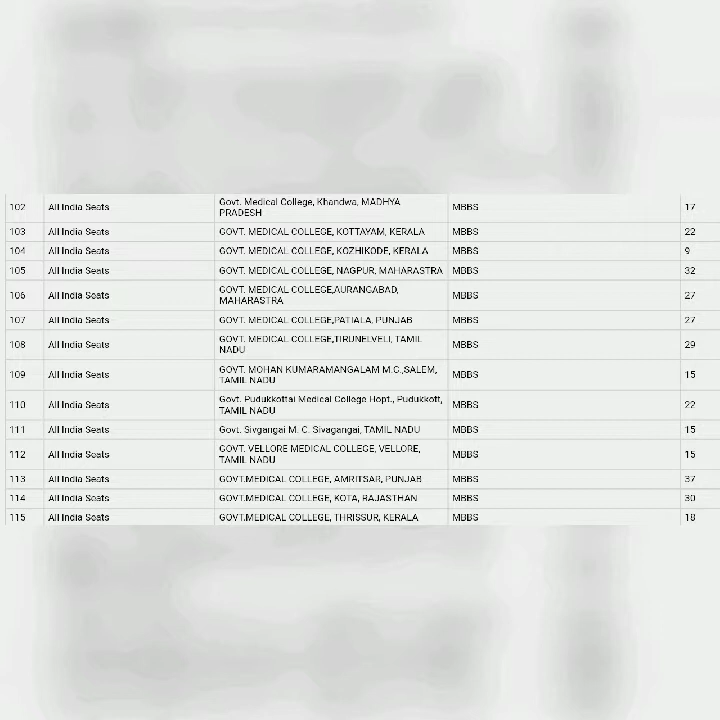 102 All India Seats Govt. Medical College, Khandwa, MADHYA PRADESH MBBS 17
103 All India Seats GOVT. MEDICAL COLLEGE, KOTTAYAM, KERALA MBBS 22
104 All India Seats GOVT. MEDICAL COLLEGE, KOZHIKODE, KERALA MBBS 9
105 All India Seats GOVT. MEDICAL COLLEGE, NAGPUR, MAHARASTRA MBBS 32
106 All India Seats GOVT. MEDICAL COLLEGE,AURANGABAD, MAHARASTRA MBBS 27
107 All India Seats GOVT. MEDICAL COLLEGE,PATIALA, PUNJAB MBBS 27
108 All India Seats GOVT. MEDICAL COLLEGE,TIRUNELVELI, TAMIL NADU MBBS 29
109 All India Seats GOVT. MOHAN KUMARAMANGALAM M.C.,SALEM, TAMIL NADU MBBS 15
110 All India Seats Govt. Pudukkottai Medical College Hopt., Pudukkott, TAMIL NADU MBBS 22
111 All India Seats Govt. Sivgangai M. C. Sivagangai, TAMIL NADU MBBS 15
112 All India Seats GOVT. VELLORE MEDICAL COLLEGE, VELLORE, TAMIL NADU MBBS 15
113 All India Seats GOVT.MEDICAL COLLEGE, AMRITSAR, PUNJAB MBBS 37
114 All India Seats GOVT.MEDICAL COLLEGE, KOTA, RAJASTHAN MBBS 30
115 All India Seats GOVT.MEDICAL COLLEGE, THRISSUR, KERALA MBBS 18